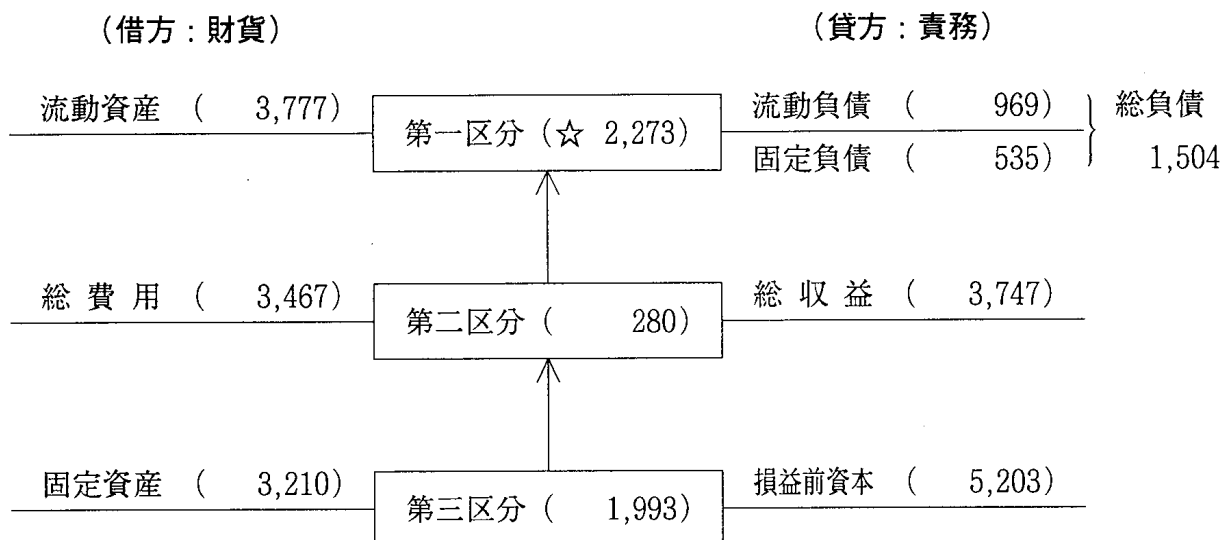 (借方：財貨) (貸方：責務)
流動資産 ( 3,777) 第一区分 (☆ 2,273) 流動負債 ( 969) 総負債
固定負債 ( 535) 1,504
総費用 ( 3,467) 第二区分 ( 280) 総収益 ( 3,747)
固定資産 ( 3,210) 第三区分 ( 1,993) 損益前資本 ( 5,203)